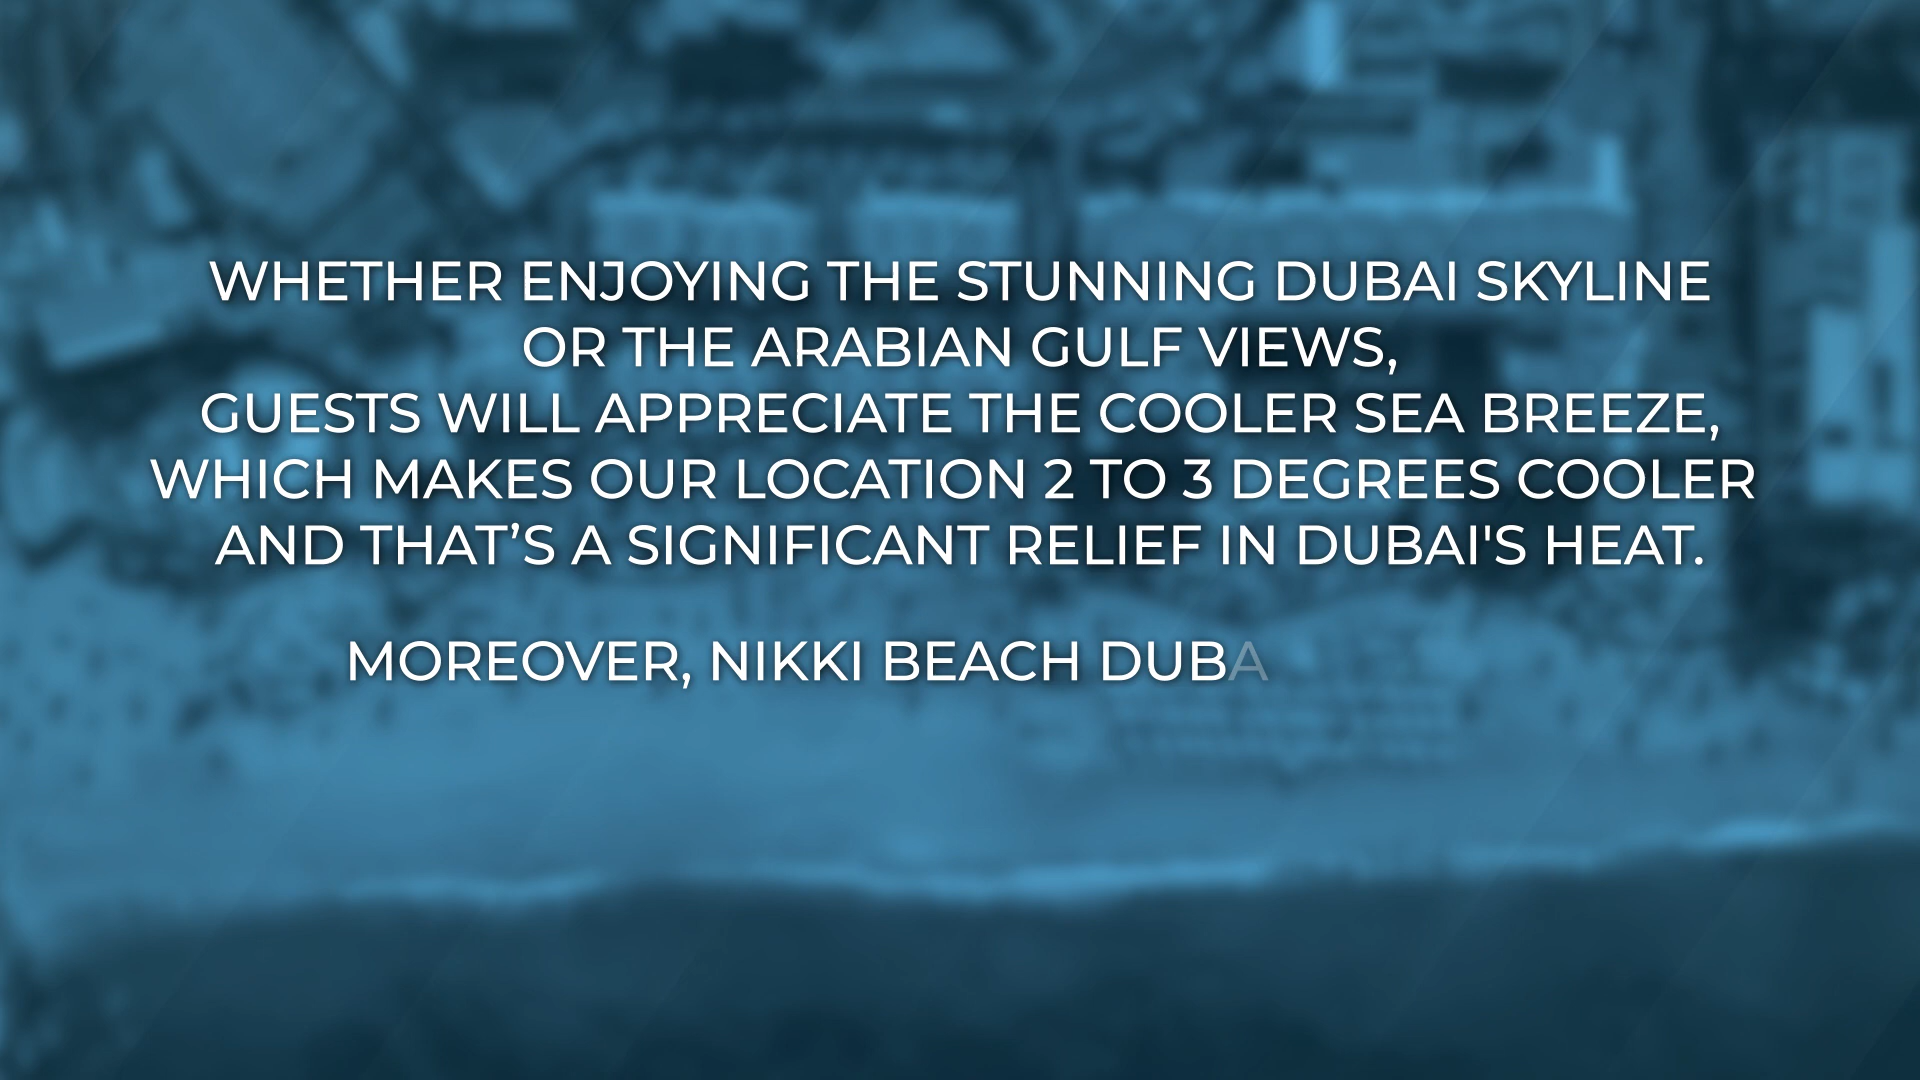 WHETHER ENJOYING THE STUNNING DUBAI SKYLINE
OR THE ARABIAN GULF VIEWS,
GUESTS WILL APPRECIATE THE COOLER SEA BREEZE,
WHICH MAKES OUR LOCATION 2 TO 3 DEGREES COOLER
AND THAT’S A SIGNIFICANT RELIEF IN DUBAI'S HEAT.
MOREOVER, NIKKI BEACH DUBA